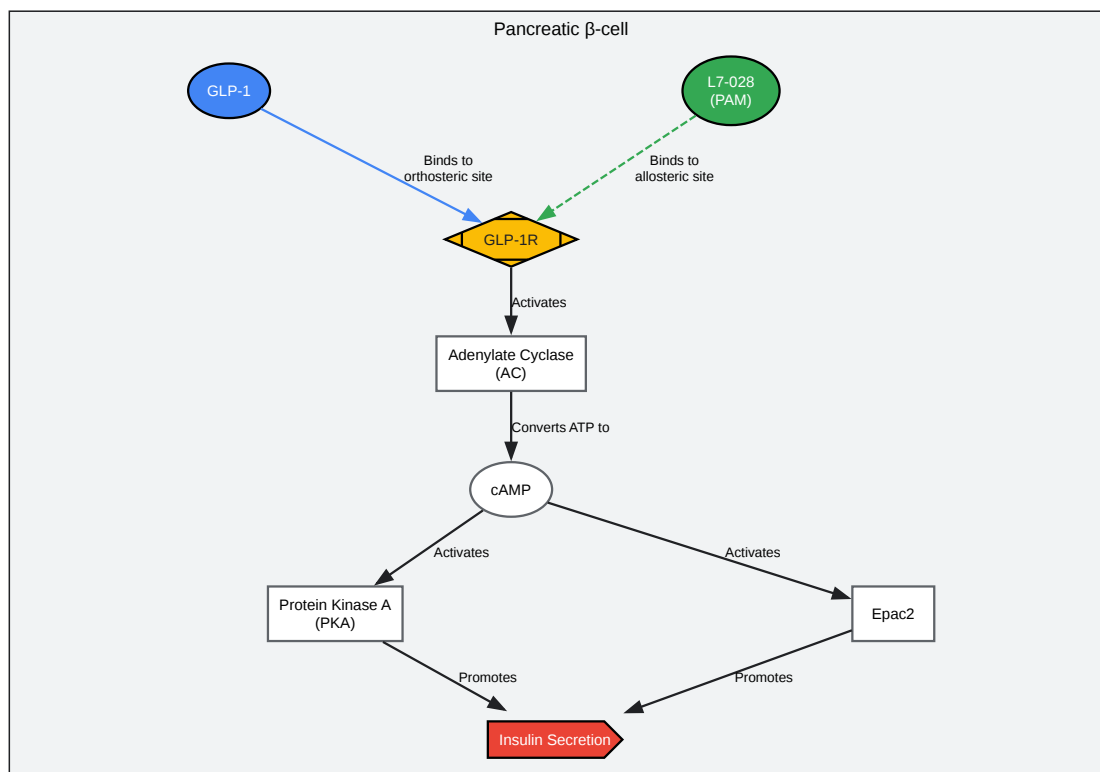 Pancreatic β-cell
GLP-1
L7-028
(PAM)
Binds to
orthosteric site
Binds to
allosteric site
GLP-1R
Activates
Adenylate Cyclase
(AC)
Converts ATP to
cAMP
Activates
Activates
Protein Kinase A
(PKA)
Epac2
Promotes
Promotes
Insulin Secretion